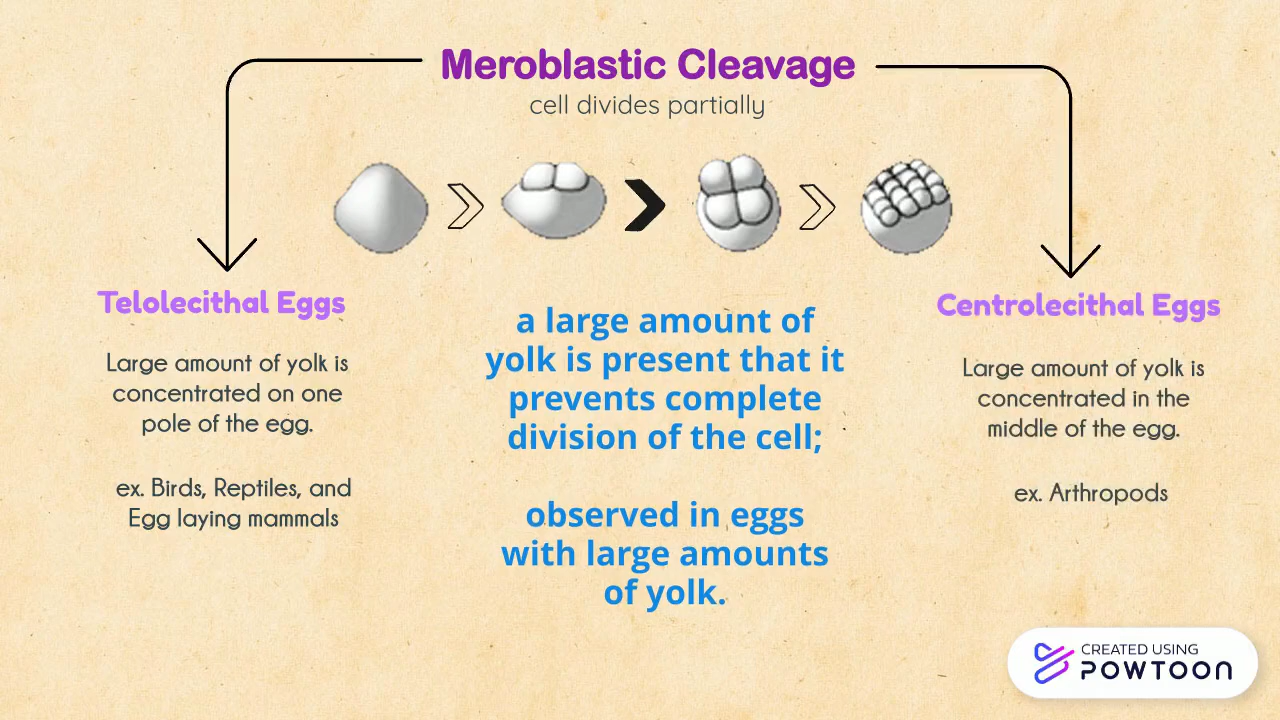 Meroblastic Cleavage
cell divides partially
Telolecithal Eggs
Large amount of yolk is
concentrated on one
pole of the egg.
ex. Birds, Reptiles, and
Egg laying mammals
a large amount of
yolk is present that it
prevents complete
division of the cell;
observed in eggs
with large amounts
of yolk.
Centrolecithal Eggs
Large amount of yolk is
concentrated in the
middle of the egg.
ex. Arthropods
CREATED USING
POWTOON